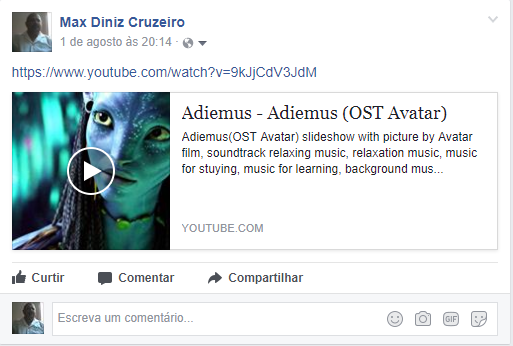 Max Diniz Cruzeiro
1 de agosto às 20:14 ·
https://www.youtube.com/watch?v=9kJjCdV3JdM
Adiemus - Adiemus (OST Avatar)
Adiemus(OST Avatar) slideshow with picture by Avatar
film, soundtrack relaxing music, relaxation music, music
for stuying, music for learning, background mus...
YOUTUBE.COM
Curtir Comentar Compartilhar
Escreva um comentário... GIF